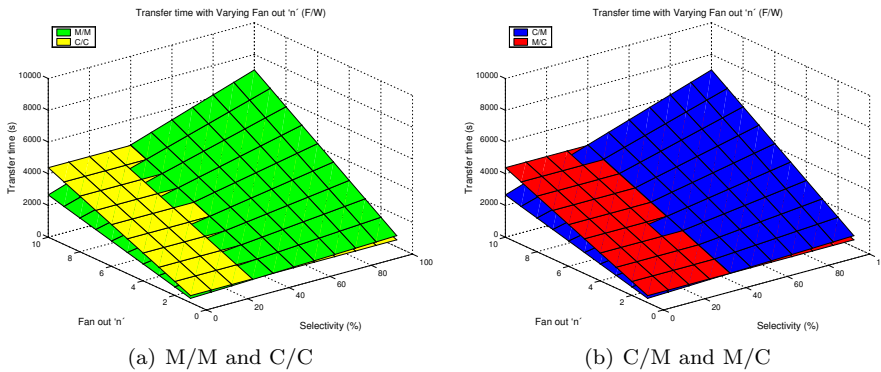 Transfer time with Varying Fan out ‘n´ (F/W)
M/M
C/C
10000
8000
6000
4000
2000
0
Transfer time (s)
10
8
6
4
2
0
Fan out ‘n´
0
20
40
60
80
100
Selectivity (%)
(a) M/M and C/C
Transfer time with Varying Fan out ‘n´ (F/W)
C/M
M/C
10000
8000
6000
4000
2000
0
Transfer time (s)
10
8
6
4
2
0
Fan out ‘n´
0
20
40
60
80
1
Selectivity (%)
(b) C/M and M/C